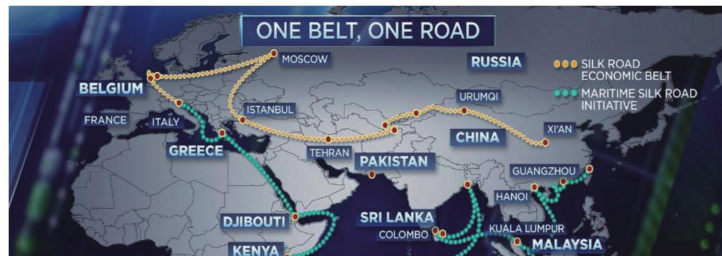 ONE BELT, ONE ROAD
MOSCOW
RUSSIA
SILK ROAD
ECONOMIC BELT
MARITIME SILK ROAD
INITIATIVE
BELGIUM
URUMQI
ISTANBUL
FRANCE
ITALY
CHINA
XI'AN
GREECE
TEHRAN
PAKISTAN
GUANGZHOU
HANOI
DJIBOUTI
SRI LANKA
COLOMBO
KUALA LUMPUR
KENYA
MALAYSIA